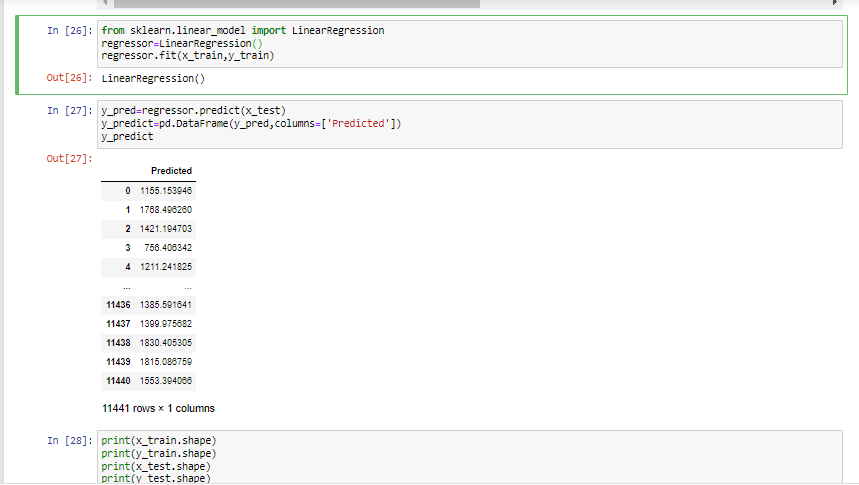 In [26]: from sklearn.linear_model import LinearRegression
regressor=LinearRegression()
regressor.fit(x_train,y_train)
Out[26]: LinearRegression()
In [27]: y_pred=regressor.predict(x_test)
y_predict=pd.DataFrame(y_pred,columns=['Predicted'])
y_predict
Out[27]:
Predicted
0 1155.153946
1 1768.496260
2 1421.194703
3 756.406342
4 1211.241825
... ...
11436 1385.591641
11437 1399.975682
11438 1830.405305
11439 1815.086759
11440 1553.394066
11441 rows × 1 columns
In [28]: print(x_train.shape)
print(y_train.shape)
print(x_test.shape)
print(y_test.shape)